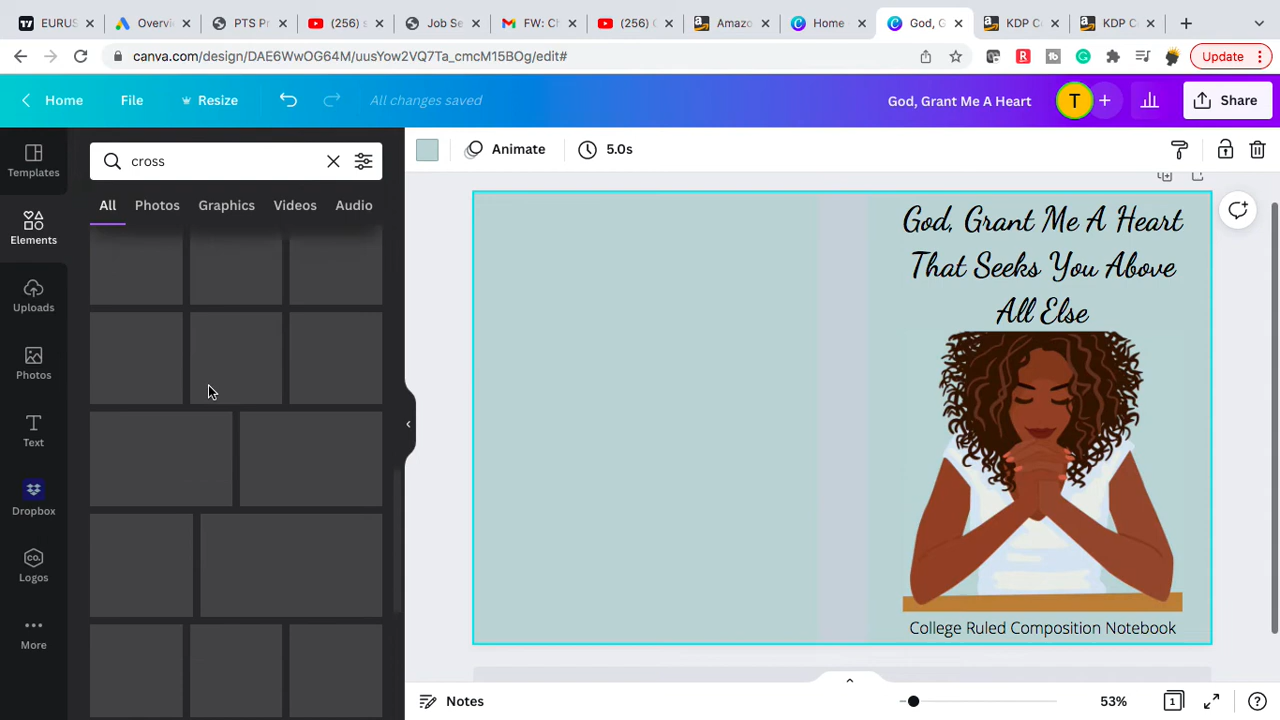 EURUS
Overvi
PTS Pr
(256) s
Job Se
FW: Ch
(256) C
Amazo
Home
God, G
KDP C
KDP C
canva.com/design/DAE6WwOG64M/uusYow2VQ7Ta_cmcM15BOg/edit#
Update
Home
File
Resize
All changes saved
God, Grant Me A Heart
T
Share
Templates
Elements
Uploads
Photos
Text
Dropbox
Co.
Logos
More
cross
All
Photos
Graphics
Videos
Audio
Animate
5.0s
God, Grant Me A Heart
That Seeks You Above
All Else
College Ruled Composition Notebook
Notes
53%
1